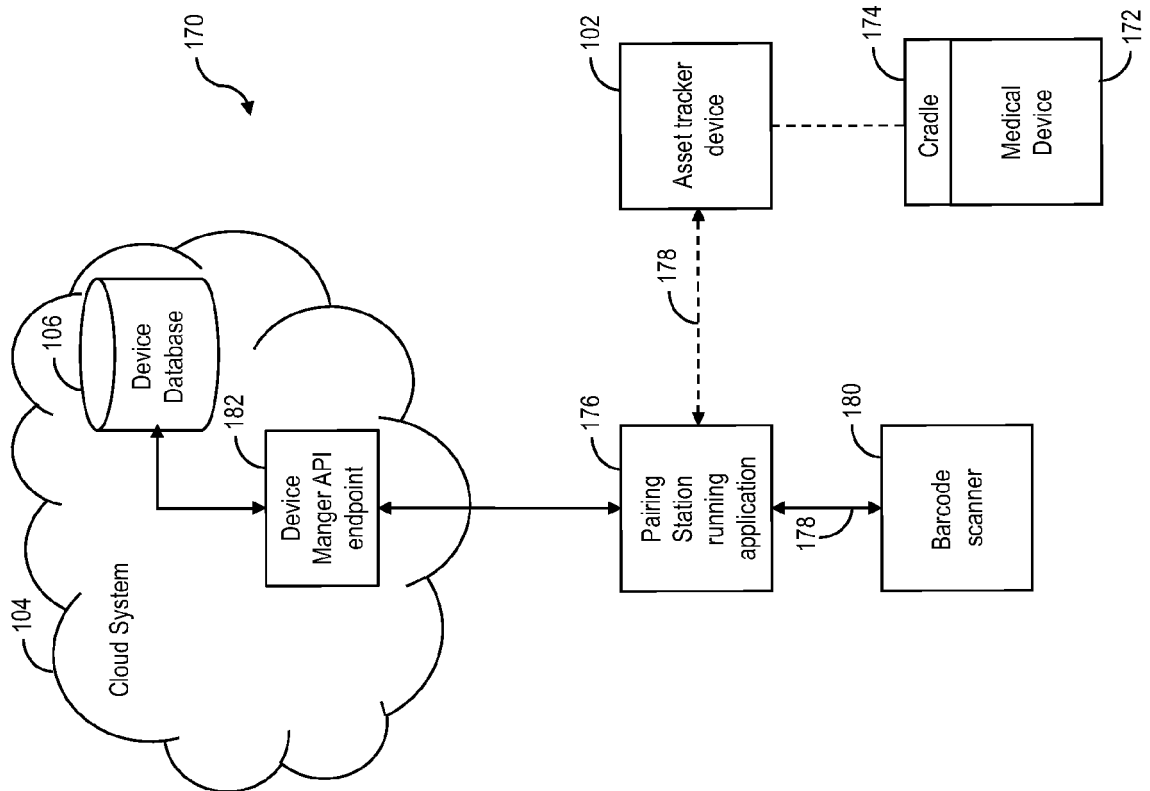 104
106
Cloud System
Device
Database
170
182
Device
Manger API
endpoint
176
102
Pairing
Station
running
application
Asset tracker
device
178
178
180
174
Barcode
scanner
Cradle
Medical
Device
172